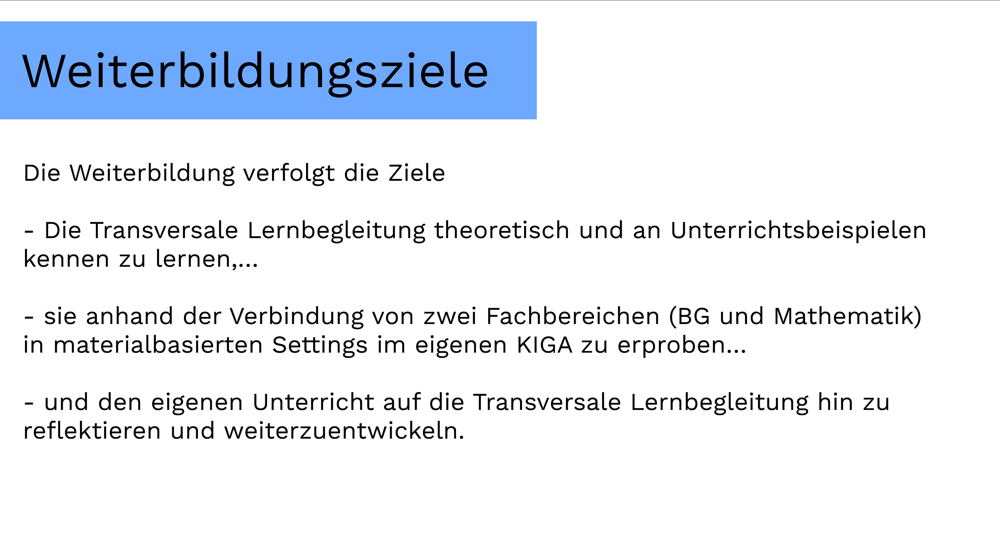 Weiterbildungsziele
Die Weiterbildung verfolgt die Ziele
- Die Transversale Lernbegleitung theoretisch und an Unterrichtsbeispielen
kennen zu lernen,...
- sie anhand der Verbindung von zwei Fachbereichen (BG und Mathematik)
in materialbasierten Settings im eigenen KIGA zu erproben...
- und den eigenen Unterricht auf die Transversale Lernbegleitung hin zu
reflektieren und weiterzuentwickeln.